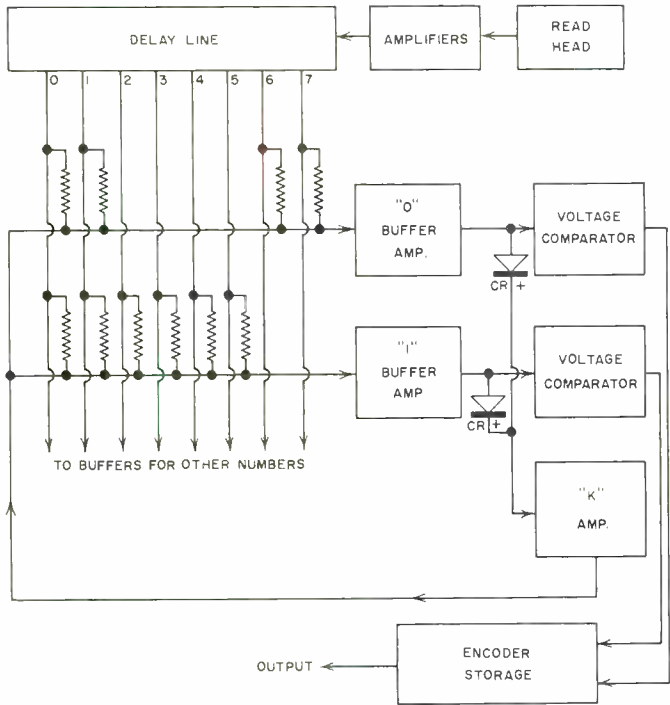 DELAY LINE
AMPLIFIERS
READ
HEAD
0 1 2 3 4 5 6 7
"0"
BUFFER
AMP.
VOLTAGE
COMPARATOR
CR +
"1"
BUFFER
AMP
VOLTAGE
COMPARATOR
CR +
TO BUFFERS FOR OTHER NUMBERS
"K"
AMP.
ENCODER
STORAGE
OUTPUT